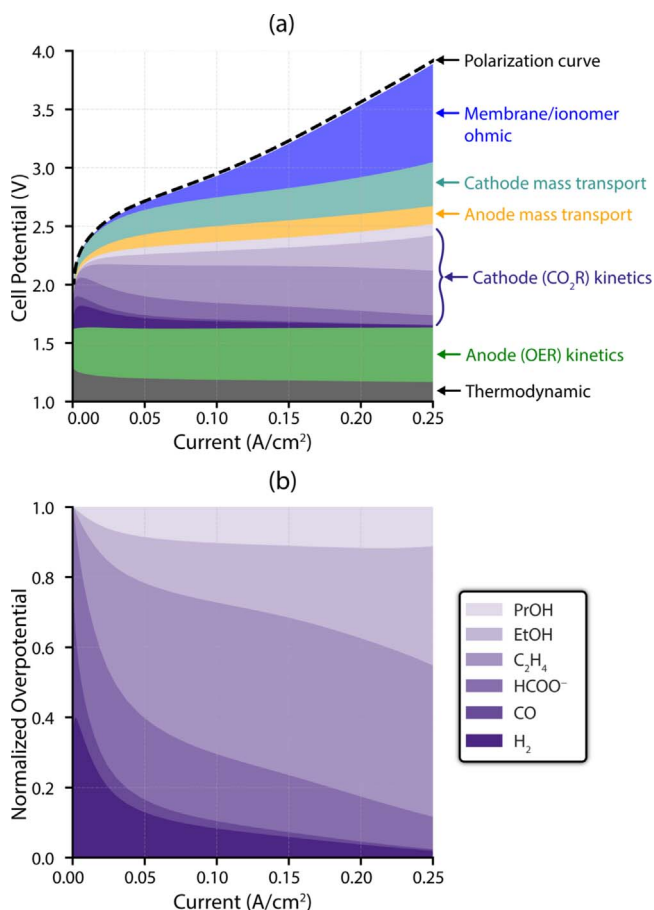 (a)
4.0
3.5
3.0
2.5
2.0
1.5
1.0
Cell Potential (V)
0.00 0.05 0.10 0.15 0.20 0.25
Current (A/cm²)
Polarization curve
Membrane/ionomer
ohmic
Cathode mass transport
Anode mass transport
Cathode (CO₂R) kinetics
Anode (OER) kinetics
Thermodynamic
(b)
1.0
0.8
0.6
0.4
0.2
0.0
Normalized Overpotential
0.00 0.05 0.10 0.15 0.20 0.25
Current (A/cm²)
PrOH
EtOH
C₂H₄
HCOO⁻
CO
H₂